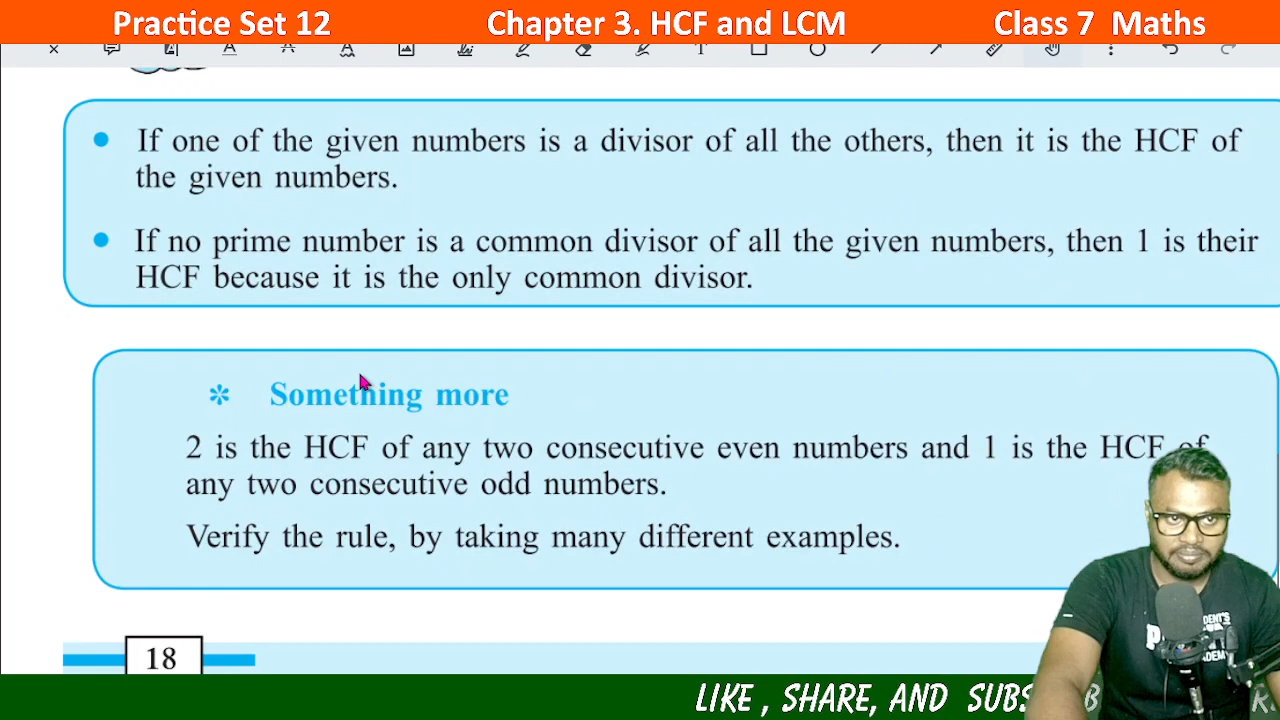 Practice Set 12 Chapter 3. HCF and LCM Class 7 Maths
If one of the given numbers is a divisor of all the others, then it is the HCF of
the given numbers.
If no prime number is a common divisor of all the given numbers, then 1 is their
HCF because it is the only common divisor.
* Something more
2 is the HCF of any two consecutive even numbers and 1 is the HCF of
any two consecutive odd numbers.
Verify the rule, by taking many different examples.
18
LIKE , SHARE, AND